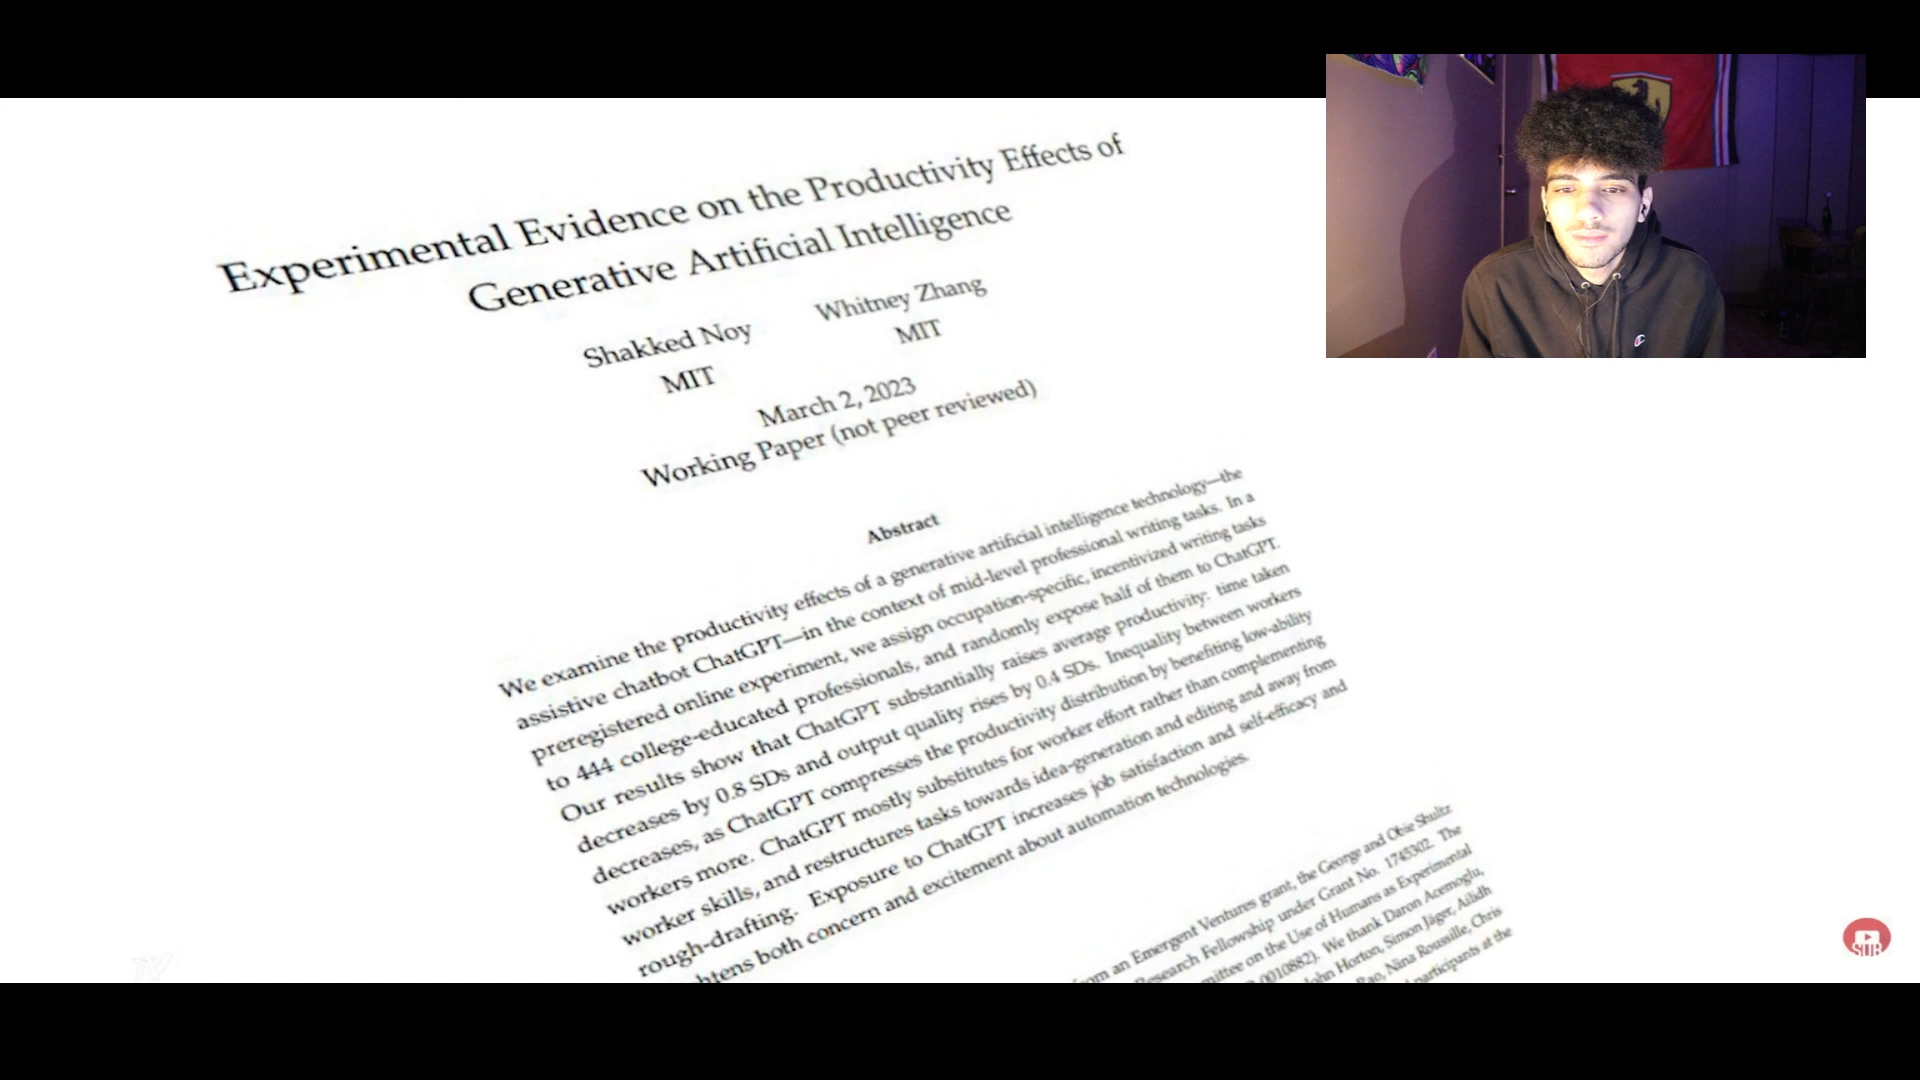 Experimental Evidence on the Productivity Effects of
Generative Artificial Intelligence
Shakked Noy
MIT
Whitney Zhang
MIT
March 2, 2023
Working Paper (not peer reviewed)
Abstract
We examine the productivity effects of a generative artificial intelligence technology—the
assistive chatbot ChatGPT—in the context of mid-level professional writing tasks. In a
preregistered online experiment, we assign occupation-specific, incentivized writing tasks
to 444 college-educated professionals, and randomly expose half of them to ChatGPT.
Our results show that ChatGPT substantially raises average productivity: time taken
decreases by 0.8 SDs and output quality rises by 0.4 SDs. Inequality between workers
decreases, as ChatGPT compresses the productivity distribution by benefiting low-ability
workers more. ChatGPT mostly substitutes for worker effort rather than complementing
worker skills, and restructures tasks towards idea-generation and editing and away from
rough-drafting. Exposure to ChatGPT increases job satisfaction and self-efficacy and
both concern and excitement about automation technologies.
an Emergent Ventures grant, the George and Obie Shultz
Research Fellowship under Grant No. 1745302. The
on the Use of Humans as Experimental
We thank Daron Acemoglu,
John Horton, Simon Jäger, Ailidh
Rao, Nina Roussille, Chris
participants at the
SUB